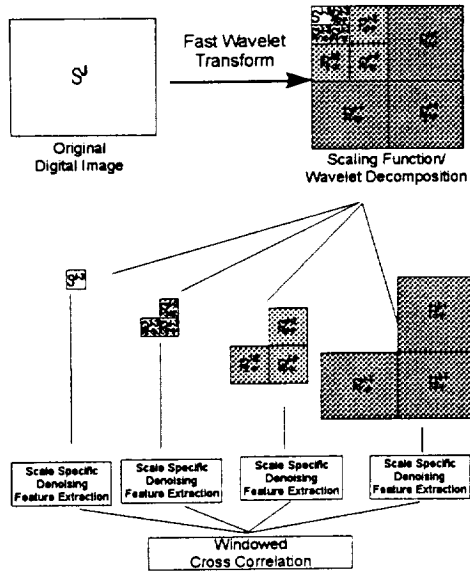 Fast Wavelet
Transform
S^J
Original
Digital Image
Scaling Function/
Wavelet Decomposition
Scale Specific
Denoising
Feature Extraction
Scale Specific
Denoising
Feature Extraction
Scale Specific
Denoising
Feature Extraction
Scale Specific
Denoising
Feature Extraction
Windowed
Cross Correlation